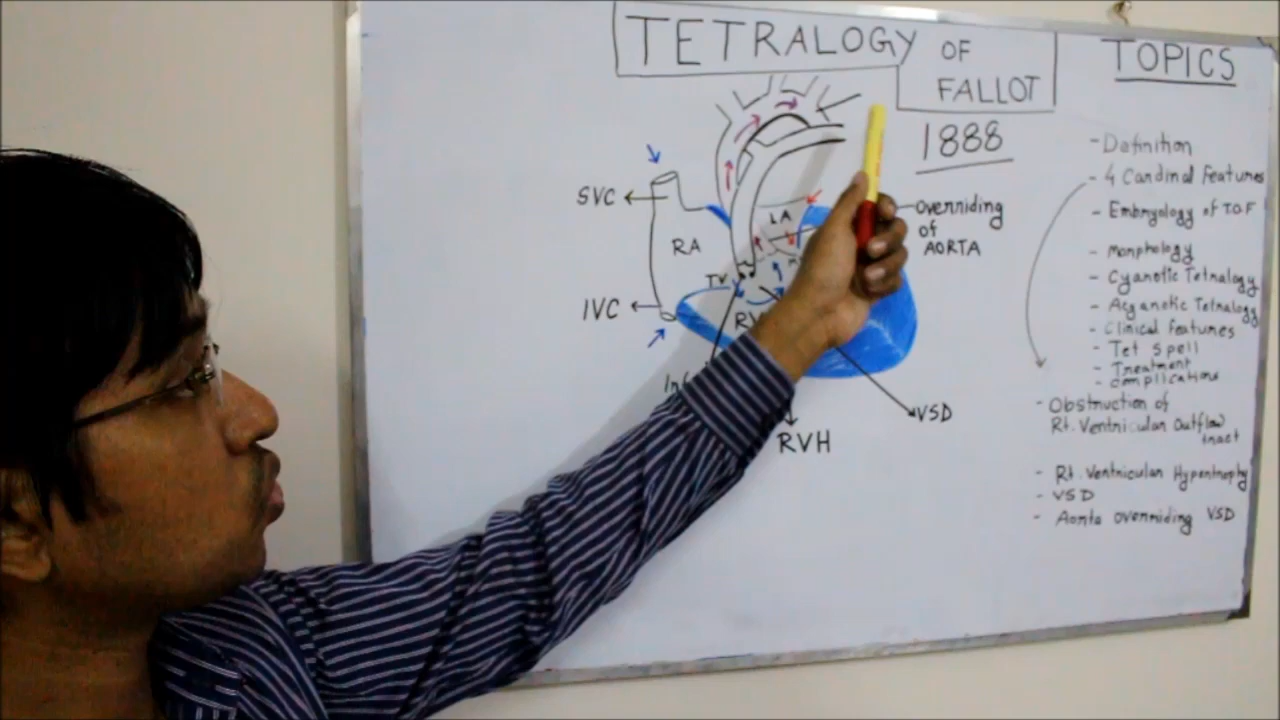 TETRALOGY OF
FALLOT
1888
SVC
RA
LA
IVC
TV
RV
Overriding
of
AORTA
VSD
RVH
TOPICS
- Definition
- 4 Cardinal Features
- Embryology of T.O.F
- Morphology
- Cyanotic Tetralogy
- Acyanotic Tetralogy
- Clinical Features
- Tet spell
- Treatment
- Complications
- Obstruction of
Rt. Ventricular Outflow
tract
- Rt. Ventricular Hypertrophy
- VSD
- Aorta overriding VSD